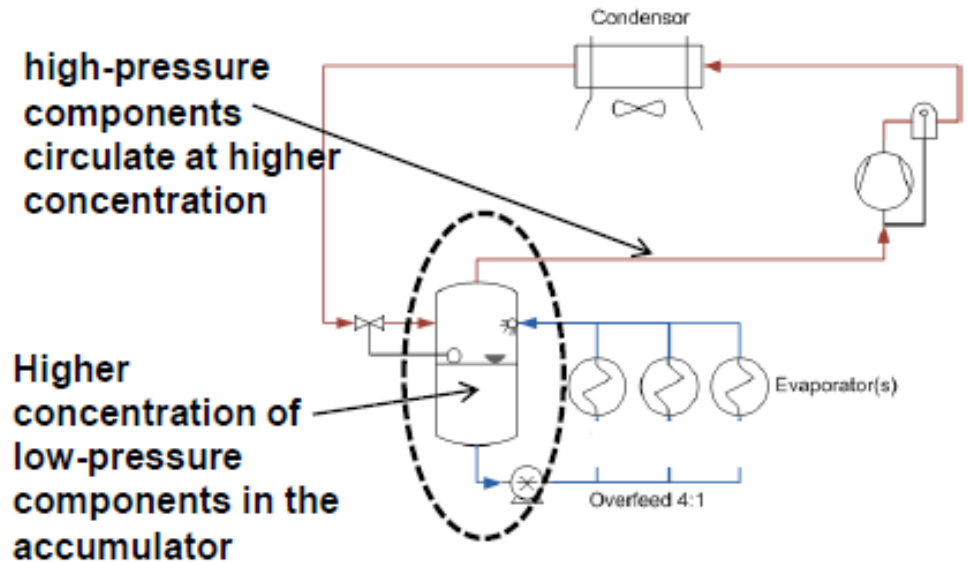 Condensor
high-pressure
components
circulate at higher
concentration
Higher
concentration of
low-pressure
components in the
accumulator
Evaporator(s)
Overfeed 4:1